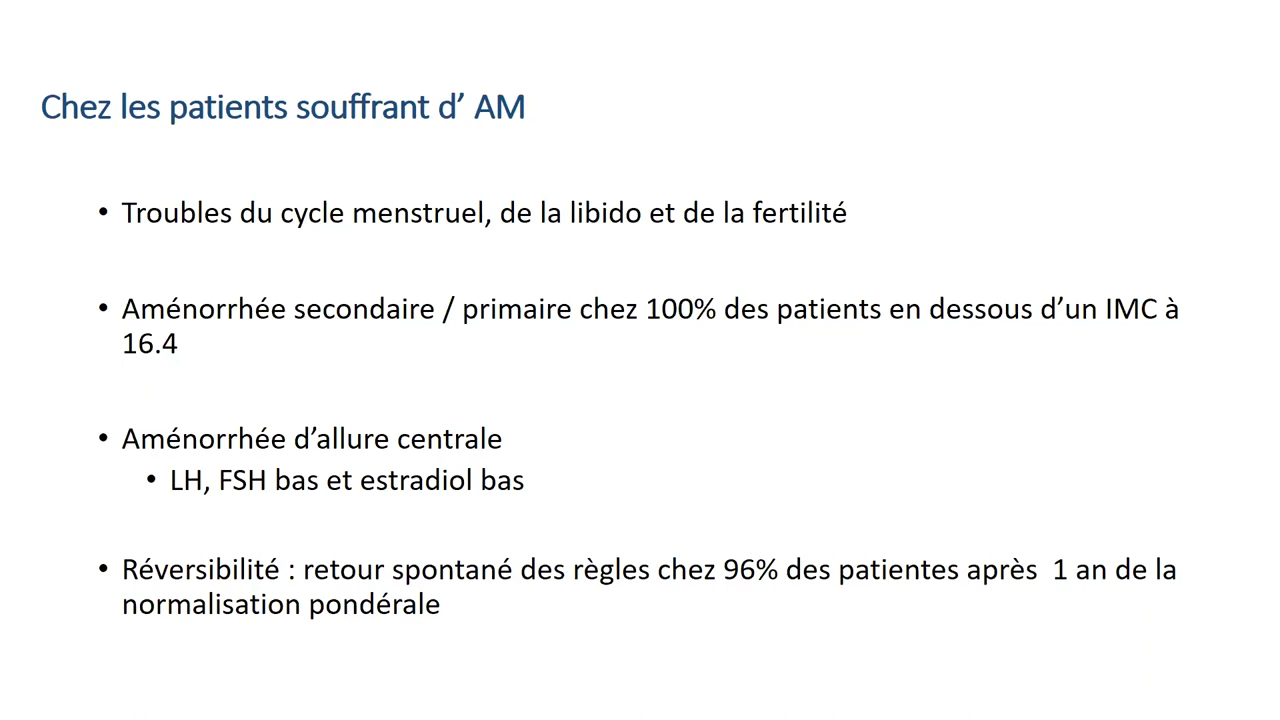 Chez les patients souffrant d’ AM
• Troubles du cycle menstruel, de la libido et de la fertilité
• Aménorrhée secondaire / primaire chez 100% des patients en dessous d’un IMC à
16.4
• Aménorrhée d’allure centrale
• LH, FSH bas et estradiol bas
• Réversibilité : retour spontané des règles chez 96% des patientes après  1 an de la
normalisation pondérale